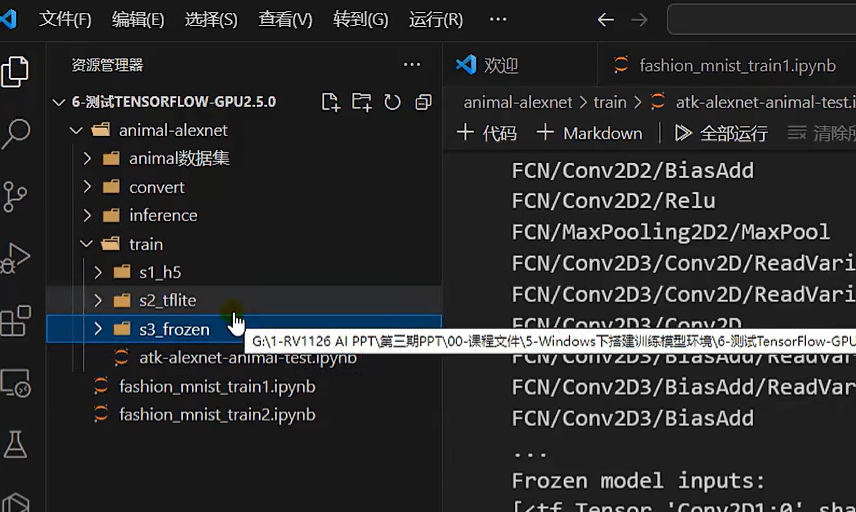 文件(F) 编辑(E) 选择(S) 查看(V) 转到(G) 运行(R) ···
资源管理器 ···
6-测试TENSORFLOW-GPU2.5.0
animal-alexnet
animal数据集
convert
inference
train
s1_h5
s2_tflite
s3_frozen
G:\1-RV1126 AI PPT\第三期PPT\00-课程文件\5-Windows下搭建训练模型环境\6-测试TensorFlow-GPU
atk-alexnet-animal-test.ipynb
fashion_mnist_train1.ipynb
fashion_mnist_train2.ipynb
欢迎 fashion_mnist_train1.ipynb
animal-alexnet > train > atk-alexnet-animal-test.i
+ 代码 + Markdown 全部运行 清除所
FCN/Conv2D2/BiasAdd
FCN/Conv2D2/Relu
FCN/MaxPooling2D2/MaxPool
FCN/Conv2D3/Conv2D/ReadVari
FCN/Conv2D3/Conv2D/ReadVari
FCN/Conv2D3/Conv2D
FCN/Conv2D3/BiasAdd/ReadVar
FCN/Conv2D3/BiasAdd/ReadVar
FCN/Conv2D3/BiasAdd
...
Frozen model inputs:
[<tf.Tensor 'Conv2D1:0' sha